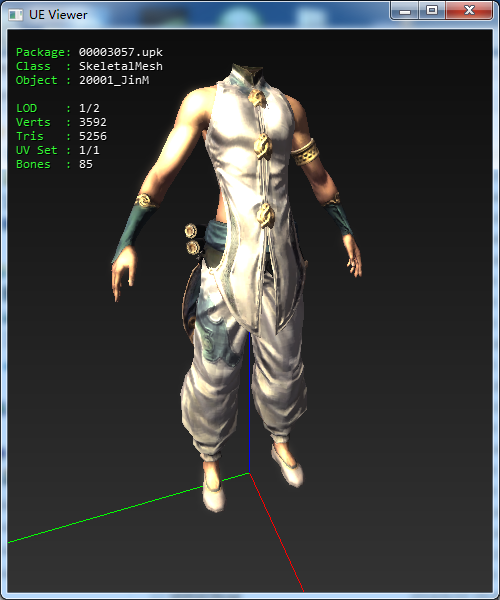 UE Viewer
Package: 00003057.upk
Class : SkeletalMesh
Object : 20001_JinM
LOD : 1/2
Verts : 3592
Tris : 5256
UV Set : 1/1
Bones : 85